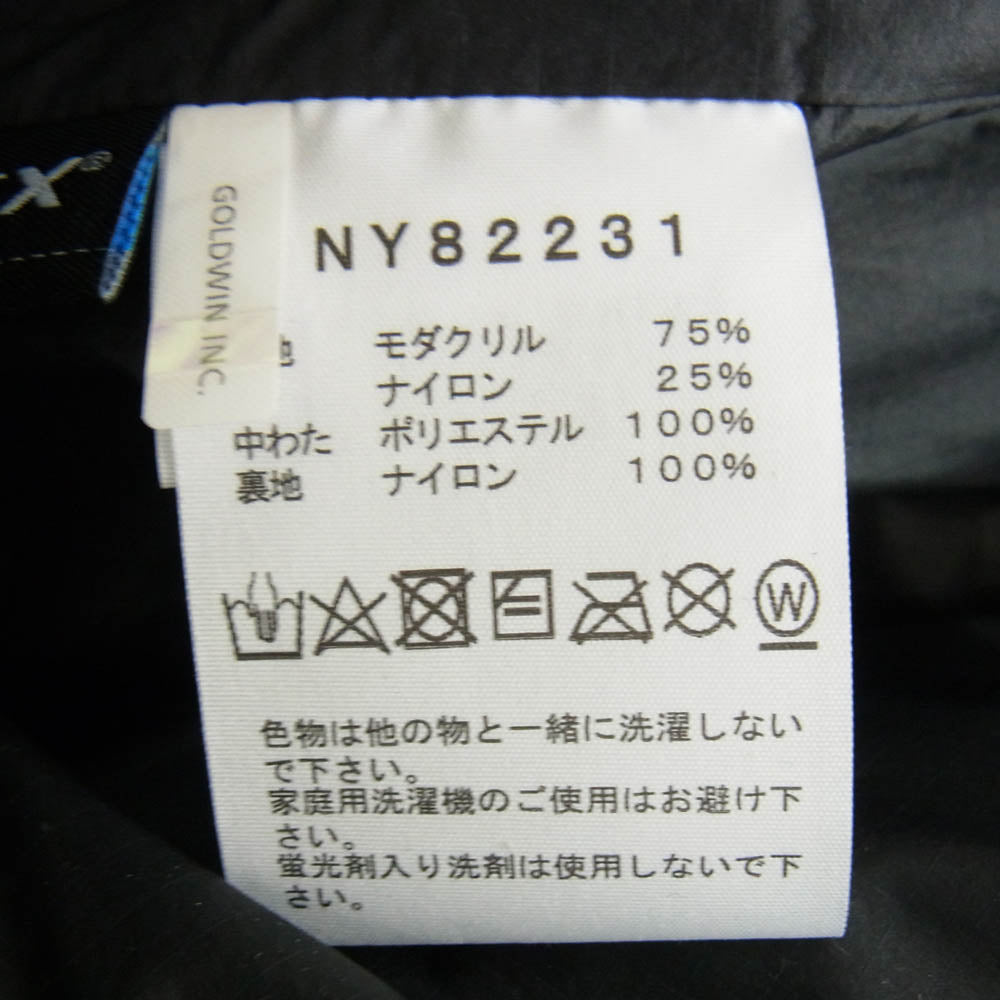 X®
GOLDWIN INC.
NY82231
地 モダクリル 75%
ナイロン 25%
中わた ポリエステル 100%
裏地 ナイロン 100%
W
色物は他の物と一緒に洗濯しない
で下さい。
家庭用洗濯機のご使用はお避け下
さい。
蛍光剤入り洗剤は使用しないで下
さい。